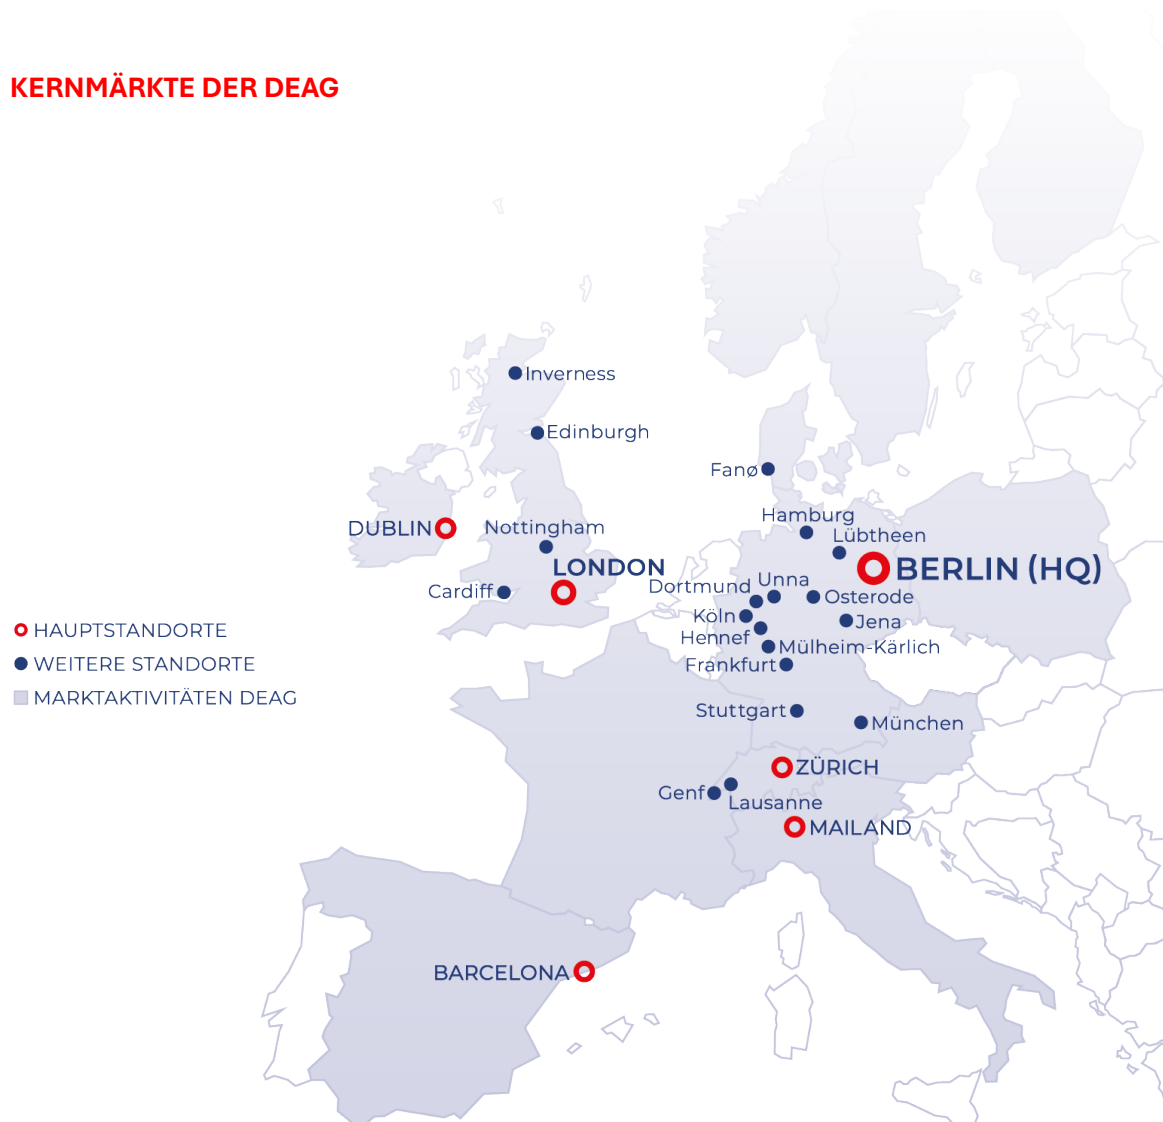 KERNMÄRKTE DER DEAG
Inverness
Edinburgh
Fanø
Hamburg
DUBLIN
Nottingham
Lübtheen
LONDON
BERLIN (HQ)
Unna
Dortmund
Cardiff
Osterode
Köln
Jena
HAUPTSTANDORTE
Hennef
Mülheim-Kärlich
WEITERE STANDORTE
Frankfurt
MARKTAKTIVITÄTEN DEAG
Stuttgart
München
ZÜRICH
Genf
Lausanne
MAILAND
BARCELONA